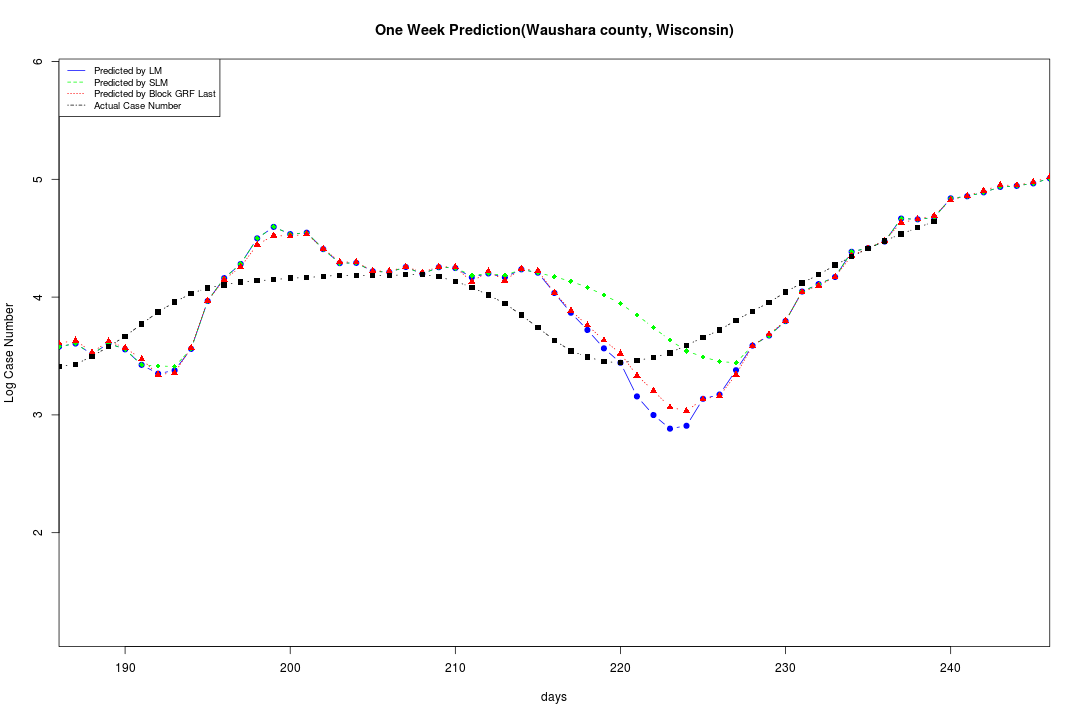 One Week Prediction(Waushara county, Wisconsin)
Predicted by LM
Predicted by SLM
Predicted by Block GRF Last
Actual Case Number
6
5
4
3
2
Log Case Number
190
200
210
220
230
240
days